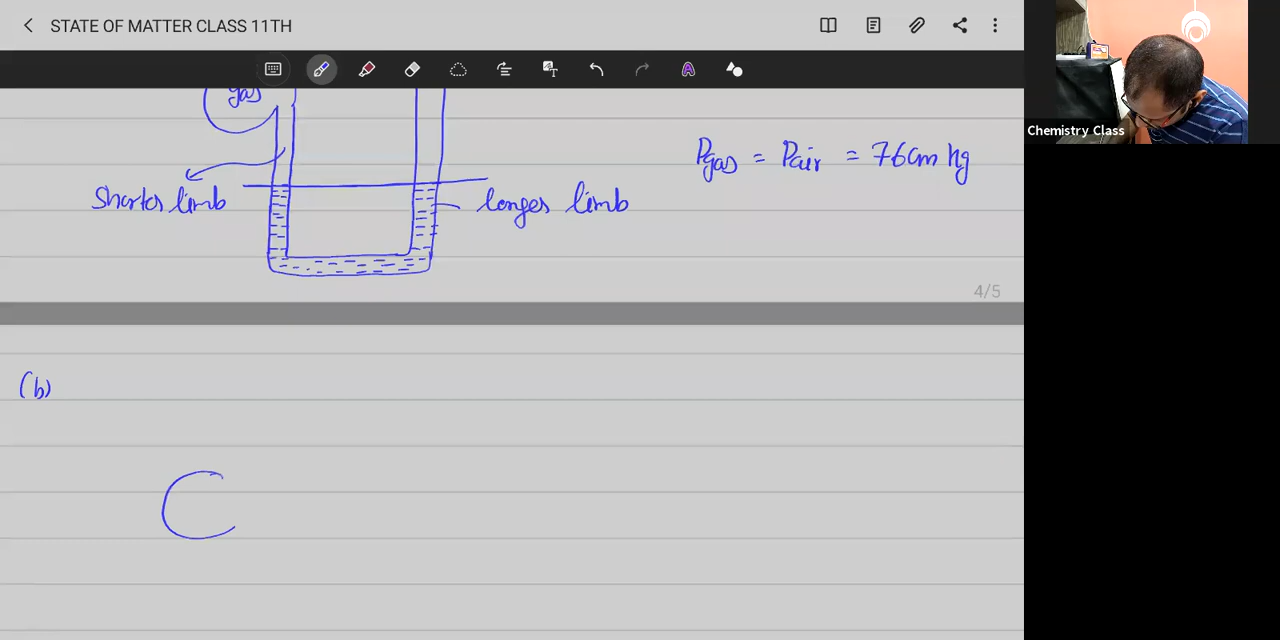 STATE OF MATTER CLASS 11TH
Chemistry Class
gas
Pgas = Pair = 76cm hg
Shorter limb
longer limb
4/5
(b)